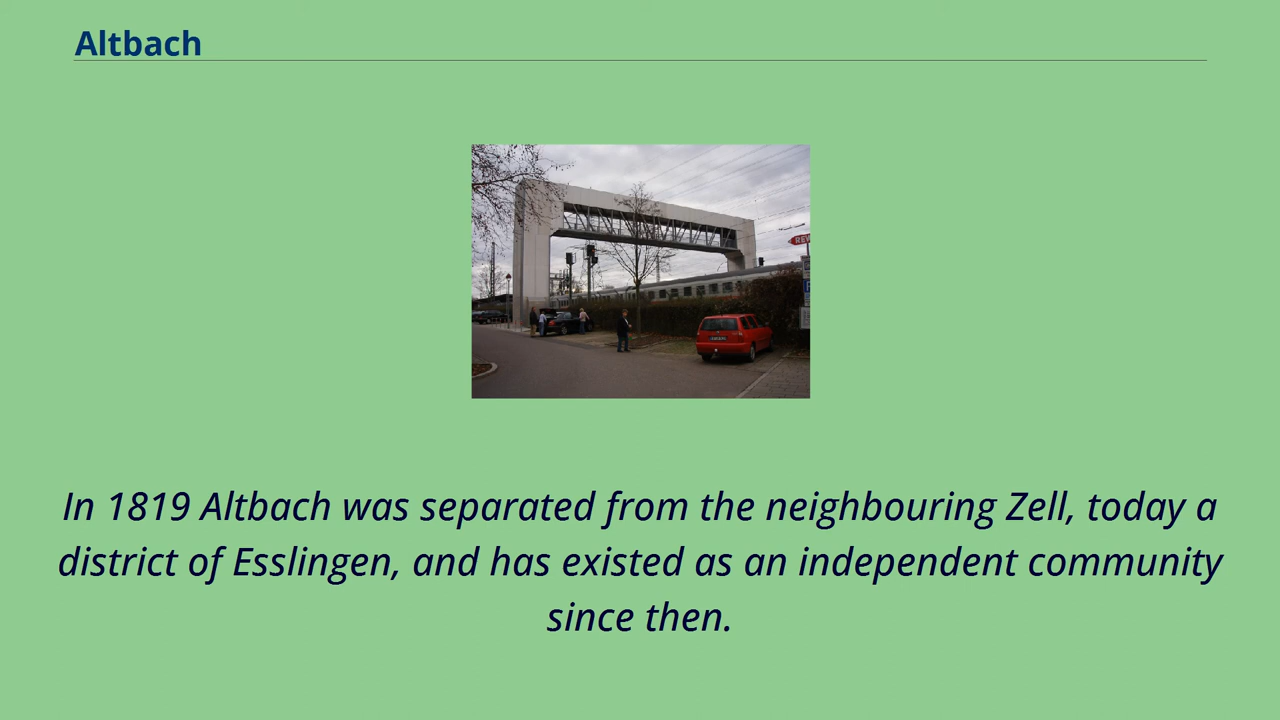 Altbach
In 1819 Altbach was separated from the neighbouring Zell, today a
district of Esslingen, and has existed as an independent community
since then.